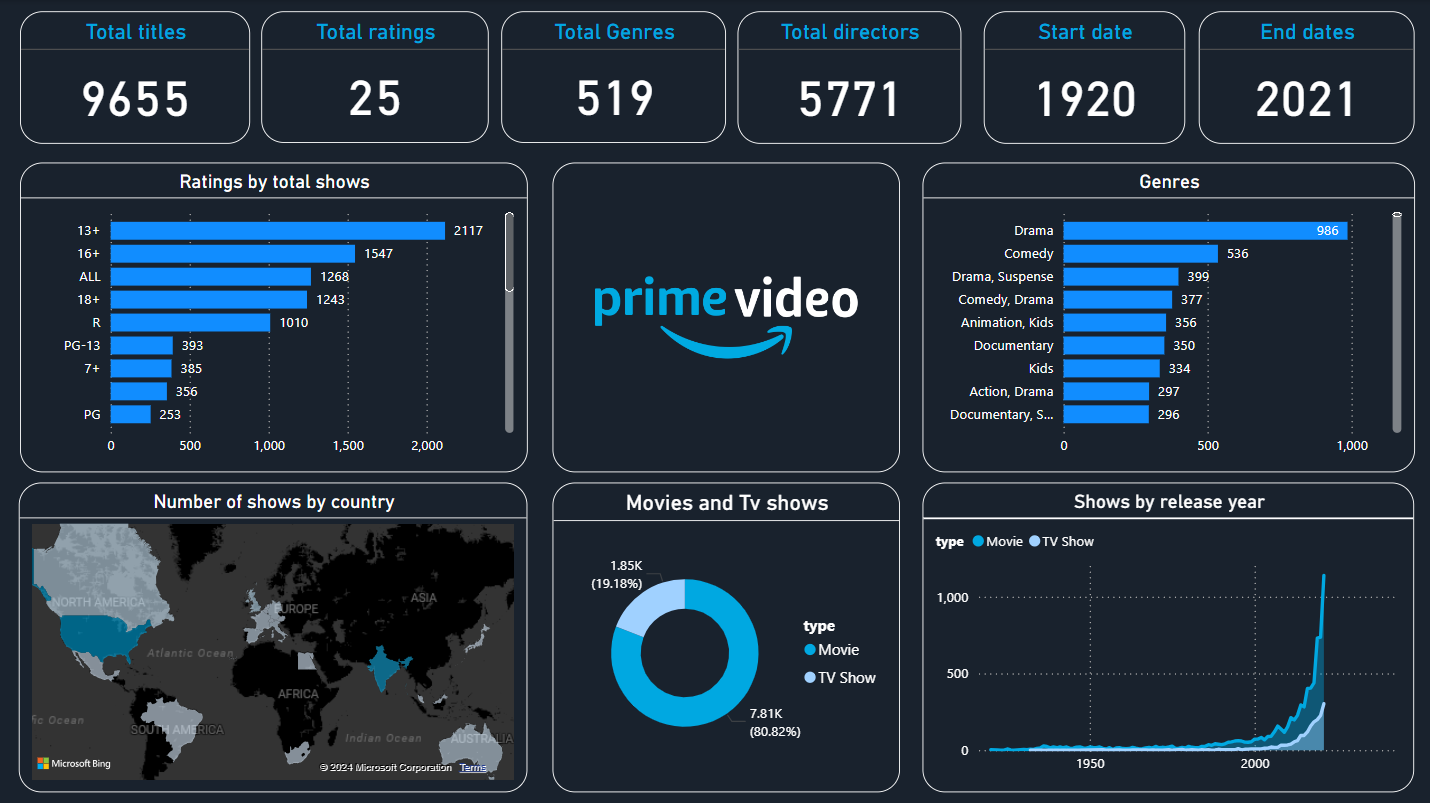 Total titles
9655
Total ratings
25
Total Genres
519
Total directors
5771
Start date
1920
End dates
2021
Ratings by total shows
13+ 2117
16+ 1547
ALL 1268
18+ 1243
R 1010
PG-13 393
7+ 385
356
PG 253
0 500 1,000 1,500 2,000
prime video
Genres
Drama 986
Comedy 536
Drama, Suspense 399
Comedy, Drama 377
Animation, Kids 356
Documentary 350
Kids 334
Action, Drama 297
Documentary, S... 296
0 500 1,000
Number of shows by country
NORTH AMERICA
EUROPE
ASIA
Atlantic Ocean
AFRICA
fic Ocean
SOUTH AMERICA
Indian Ocean
AUSTRALIA
Microsoft Bing
© 2024 Microsoft Corporation Terms
Movies and Tv shows
1.85K
(19.18%)
type
Movie
TV Show
7.81K
(80.82%)
Shows by release year
type Movie TV Show
1,000
500
0
1950 2000